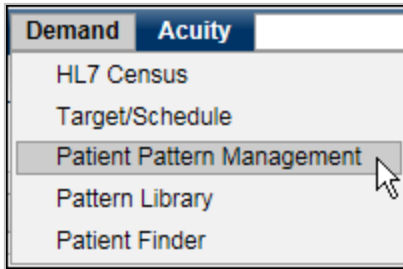 Demand Acuity
HL7 Census
Target/Schedule
Patient Pattern Management
Pattern Library
Patient Finder